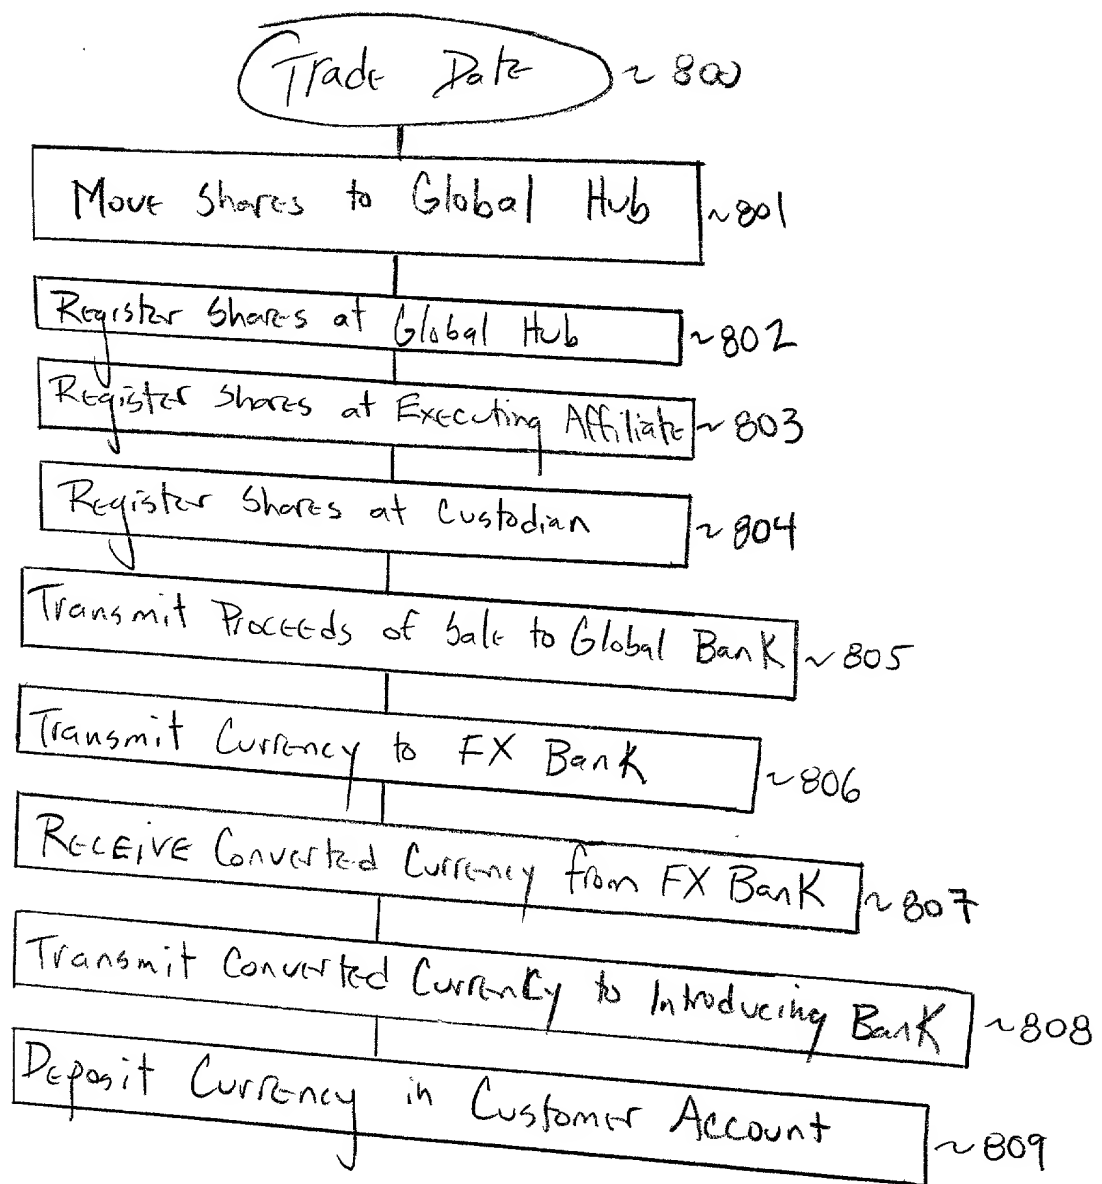 Trade Date ~ 800
Move Shares to Global Hub ~801
Register Shares at Global Hub ~802
Register Shares at Executing Affiliate ~ 803
Register Shares at Custodian ~ 804
Transmit Proceeds of Sale to Global Bank ~ 805
Transmit Currency to FX Bank ~806
Receive Converted Currency from FX Bank ~807
Transmit Converted Currency to Introducing Bank ~808
Deposit Currency in Customer Account ~809